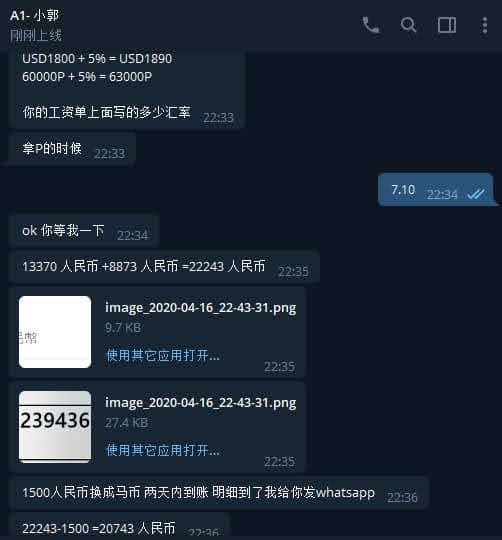 A1- 小郭
刚刚上线
USD1800 + 5% = USD1890
60000P + 5% = 63000P
你的工资单上面写的多少汇率
22:33
拿P的时候
22:33
7.10
22:34
ok 你等我一下
22:34
13370 人民币 +8873 人民币 =22243 人民币
22:35
image_2020-04-16_22-43-31.png
9.7 KB
使用其它应用打开...
22:35
image_2020-04-16_22-43-31.png
239436
27.4 KB
使用其它应用打开...
22:35
1500人民币换成马币 两天内到账 明细到了我给你发whatsapp
22:36
22243-1500 =20743 人民币
22:36